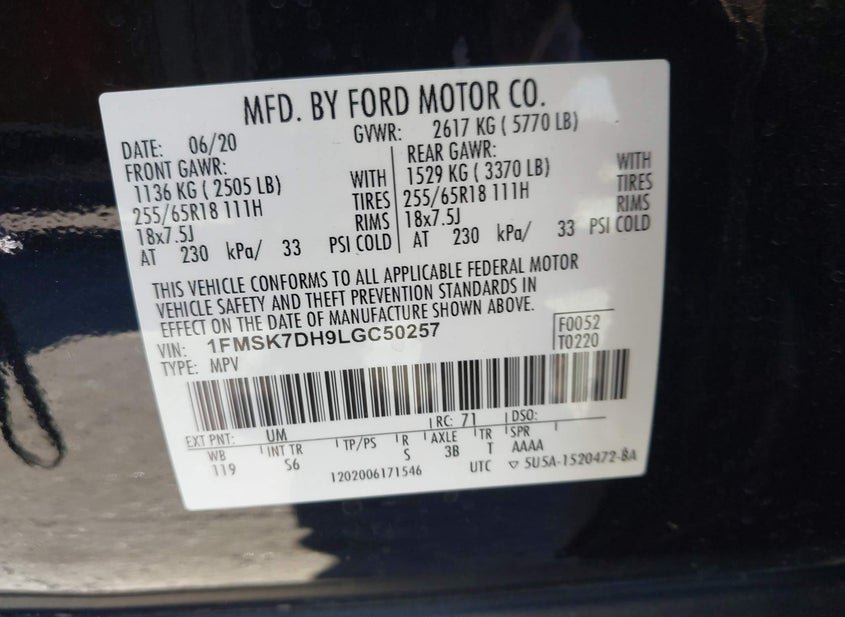 MFD. BY FORD MOTOR CO.
DATE: 06/20 GVWR: 2617 KG ( 5770 LB)
FRONT GAWR: REAR GAWR:
1136 KG ( 2505 LB) WITH 1529 KG ( 3370 LB) WITH
255/65R18 111H TIRES 255/65R18 111H TIRES
18x7.5J RIMS 18x7.5J RIMS
AT 230 kPa/ 33 PSI COLD AT 230 kPa/ 33 PSI COLD
THIS VEHICLE CONFORMS TO ALL APPLICABLE FEDERAL MOTOR
VEHICLE SAFETY AND THEFT PREVENTION STANDARDS IN
EFFECT ON THE DATE OF MANUFACTURE SHOWN ABOVE.
VIN: 1FMSK7DH9LGC50257 F0052
TYPE: MPV T0220
EXT PNT: UM RC: 71 DSO:
WB INT TR TP/PS R AXLE TR SPR
119 S6 S 3B T AAAA
1202006171546 UTC ▽ 5U5A-1520472-BA